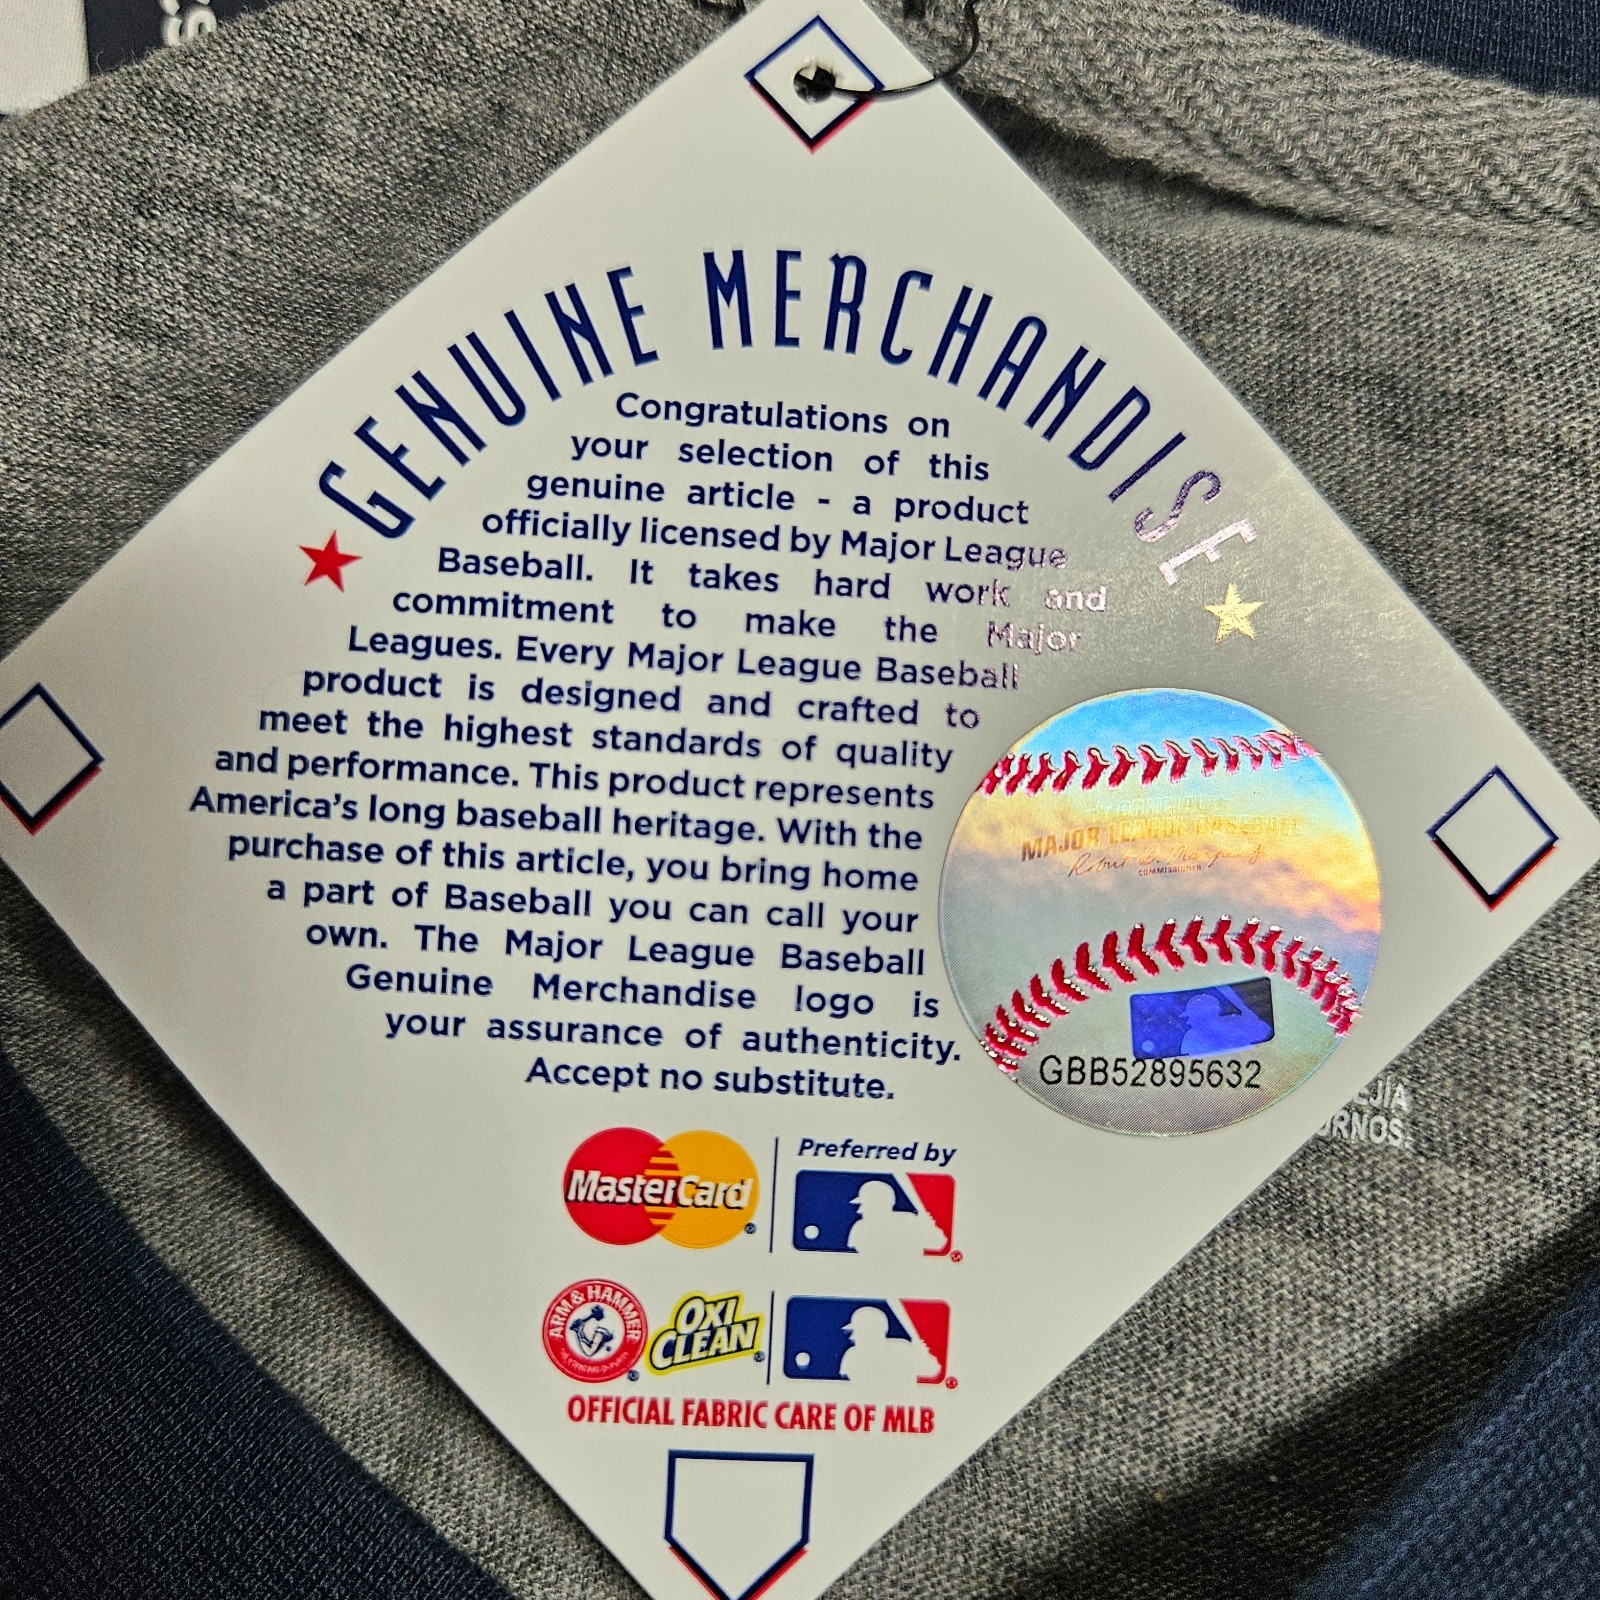 GENUINE MERCHANDISE
Congratulations on
your selection of this
genuine article - a product
officially licensed by Major League
Baseball. It takes hard work and
commitment to make the Major
Leagues. Every Major League Baseball
product is designed and crafted to
meet the highest standards of quality
and performance. This product represents
America's long baseball heritage. With the
purchase of this article, you bring home
a part of Baseball you can call your
own. The Major League Baseball
Genuine Merchandise logo is
your assurance of authenticity.
Accept no substitute.
MAJOR LEAGUE BASEBALL
COMMISSIONER
GBB52895632
MasterCard®
Preferred by
®
ARM & HAMMER
®
OXI
CLEAN®
®
OFFICIAL FABRIC CARE OF MLB